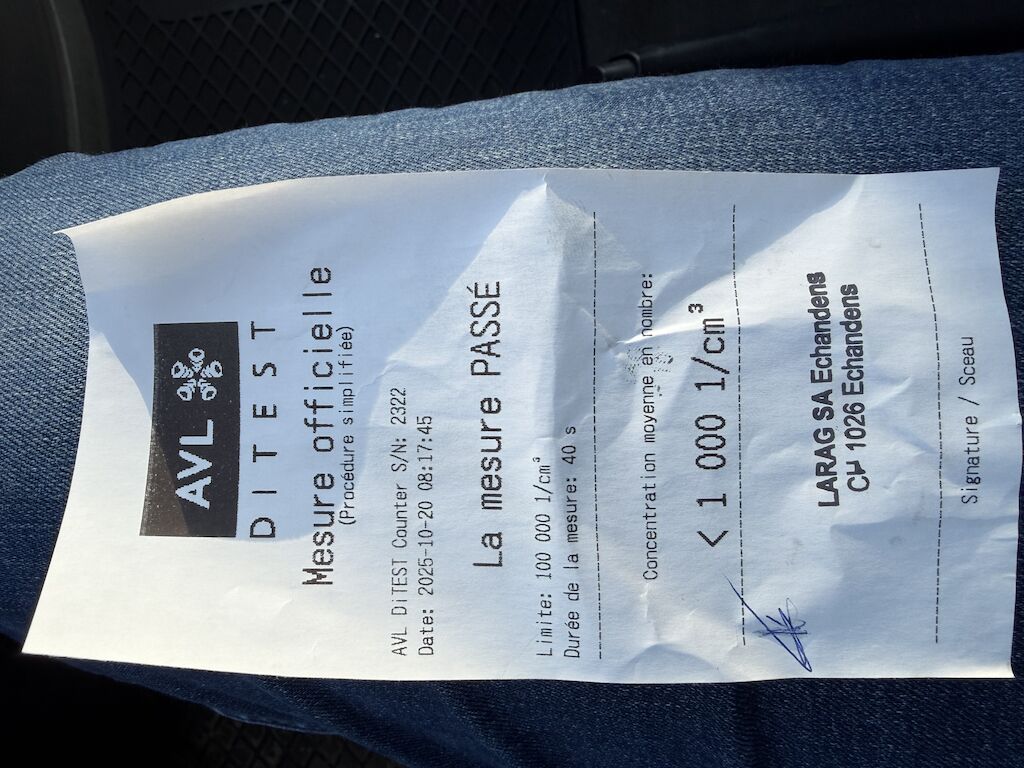 AVL
DITEST
Mesure officielle
(Procédure simplifiée)
AVL DiTEST Counter S/N: 2322
Date: 2025-10-20 08:17:45
La mesure PASSÉ
Limite: 100 000 1/cm³
Durée de la mesure: 40 s
Concentration moyenne en nombre:
< 1 000 1/cm³
LARAG SA Echandens
CH 1026 Echandens
Signature / Sceau